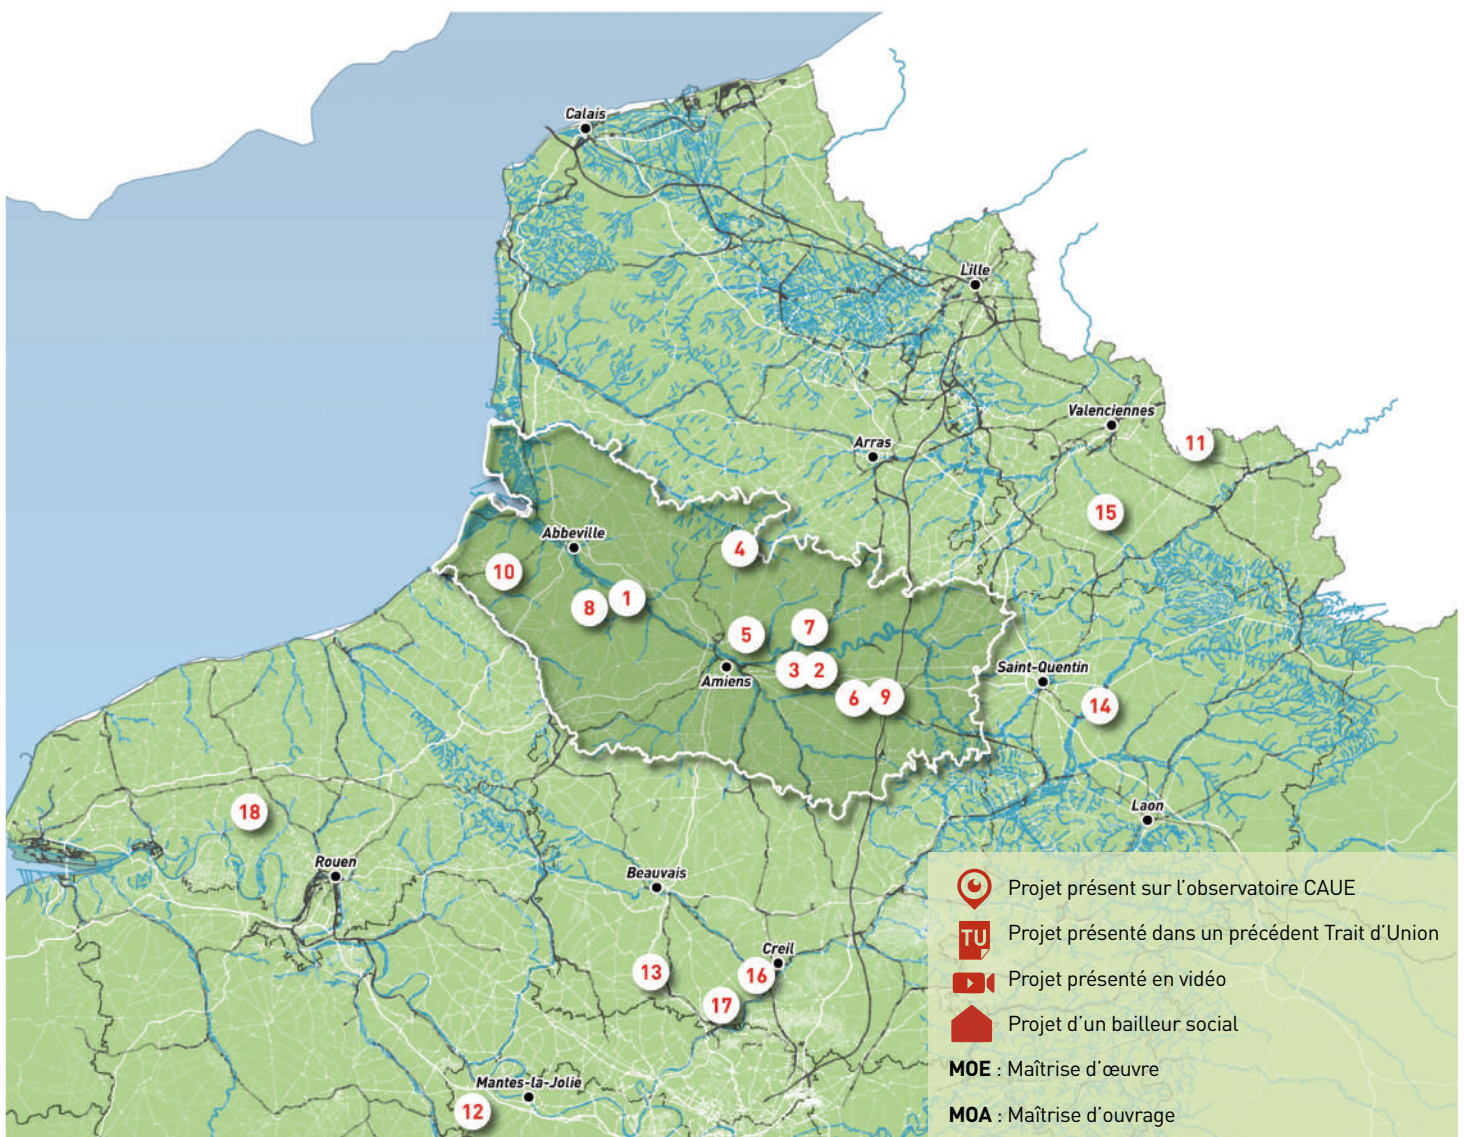 Calais
Lille
Valenciennes
11
Arras
15
Abbeville
4
10
8
1
5
7
3
2
Amiens
Saint-Quentin
6
9
14
18
Laon
Rouen
Beauvais
Creil
13
16
17
Mantes-la-Jolie
12
Projet présent sur l'observatoire CAUE
TU
Projet présenté dans un précédent Trait d'Union
Projet présenté en vidéo
Projet d'un bailleur social
MOE : Maîtrise d'œuvre
MOA : Maîtrise d'ouvrage